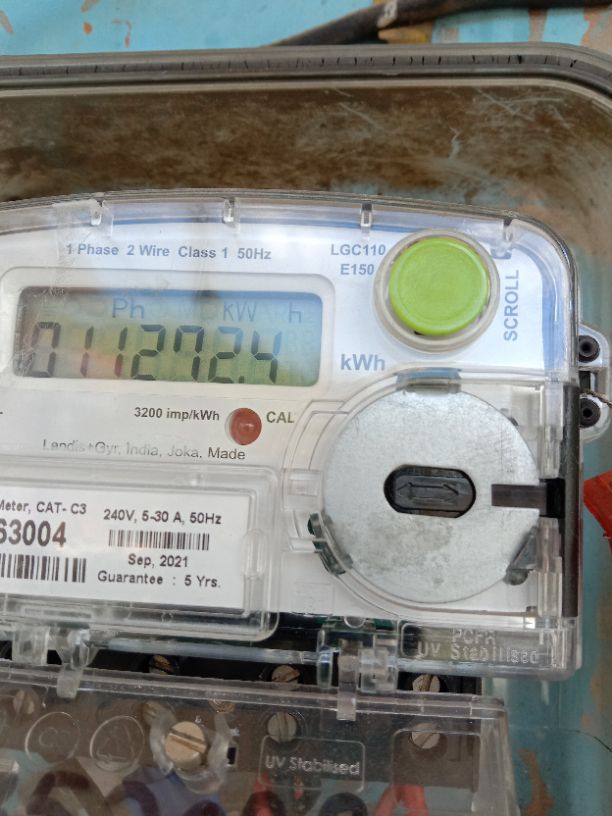 1 Phase 2 Wire Class 1 50Hz
LGC110
E150
SCROLL
Ph kW h
011272.4
kWh
3200 imp/kWh
CAL
Landis+Gyr, India, Joka, Made
Meter, CAT- C3
63004
240V, 5-30 A, 50Hz
Sep, 2021
Guarantee : 5 Yrs.
UV Stabilised
UV Stabilised